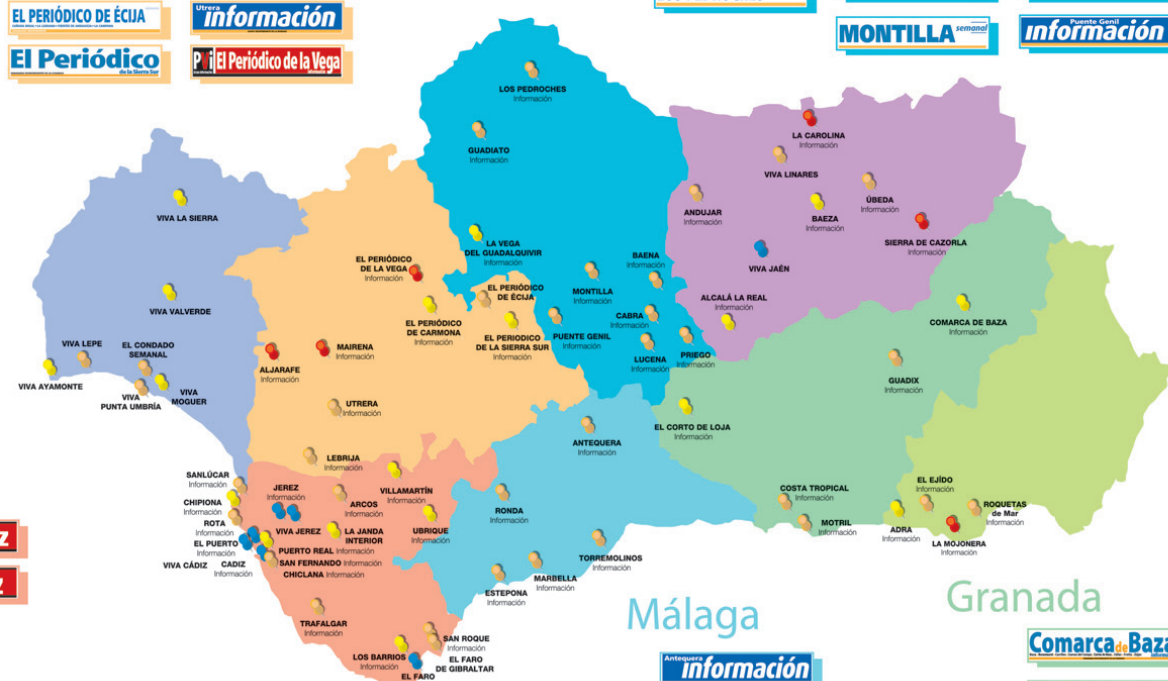 EL PERIÓDICO DE ÉCIJA
Utrera
información
El Periódico
de la Sierra Sur
PVi El Periódico de la Vega
MONTILLA semanal
Puente Genil
información
LOS PEDROCHES
Información
GUADIATO
Información
LA VEGA
DEL GUADALQUIVIR
Información
MONTILLA
Información
BAENA
Información
CABRA
Información
PUENTE GENIL
Información
LUCENA
Información
PRIEGO
Información
LA CAROLINA
Información
VIVA LINARES
ANDUJAR
Información
BAEZA
Información
ÚBEDA
Información
SIERRA DE CAZORLA
Información
VIVA JAÉN
ALCALÁ LA REAL
Información
VIVA LA SIERRA
VIVA VALVERDE
VIVA LEPE
EL CONDADO
SEMANAL
VIVA AYAMONTE
VIVA
PUNTA UMBRÍA
VIVA
MOGUER
EL PERIÓDICO
DE LA VEGA
Información
EL PERIÓDICO
DE ÉCIJA
EL PERIÓDICO
DE CARMONA
Información
EL PERIODICO
DE LA SIERRA SUR
Información
MAIRENA
Información
ALJARAFE
Información
UTRERA
Información
LEBRIJA
Información
COMARCA DE BAZA
Información
GUADIX
Información
EL CORTO DE LOJA
Información
COSTA TROPICAL
Información
MOTRIL
Información
EL EJÍDO
Información
ADRA
Información
ROQUETAS
de Mar
Información
LA MOJONERA
Información
ANTEQUERA
Información
RONDA
Información
TORREMOLINOS
Información
MARBELLA
Información
ESTEPONA
Información
SANLÚCAR
Información
CHIPIONA
Información
ROTA
Información
EL PUERTO
Información
VIVA CÁDIZ
CADIZ
Información
JEREZ
Información
VIVA JEREZ
ARCOS
Información
VILLAMARTÍN
Información
LA JANDA
INTERIOR
Información
UBRIQUE
Información
PUERTO REAL Información
SAN FERNANDO Información
CHICLANA Información
TRAFALGAR
Información
SAN ROQUE
Información
LOS BARRIOS
Información
EL FARO
DE GIBRALTAR
EL FARO
Málaga
Granada
Antequera
información
Comarca de Baza